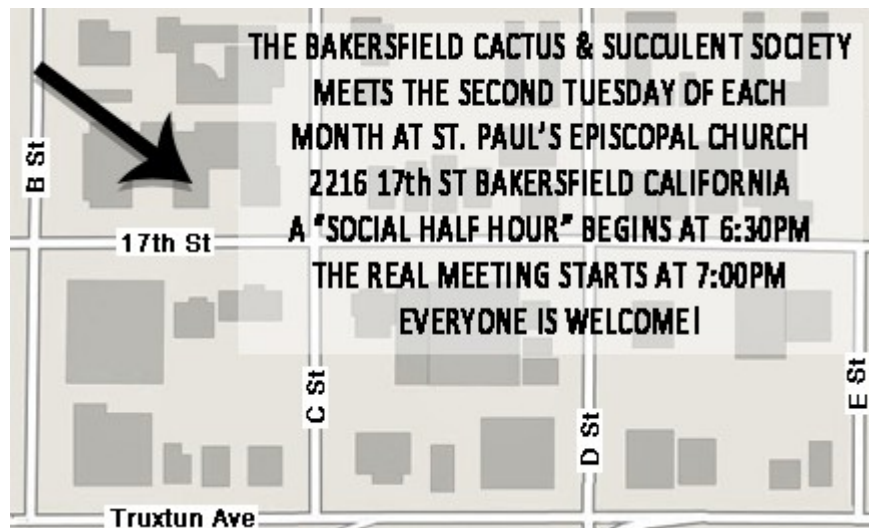 THE BAKERSFIELD CACTUS & SUCCULENT SOCIETY
MEETS THE SECOND TUESDAY OF EACH
MONTH AT ST. PAUL'S EPISCOPAL CHURCH
2216 17th ST BAKERSFIELD CALIFORNIA
A "SOCIAL HALF HOUR" BEGINS AT 6:30PM
THE REAL MEETING STARTS AT 7:00PM
EVERYONE IS WELCOME!
B St
17th St
C St
D St
E St
Truxtun Ave